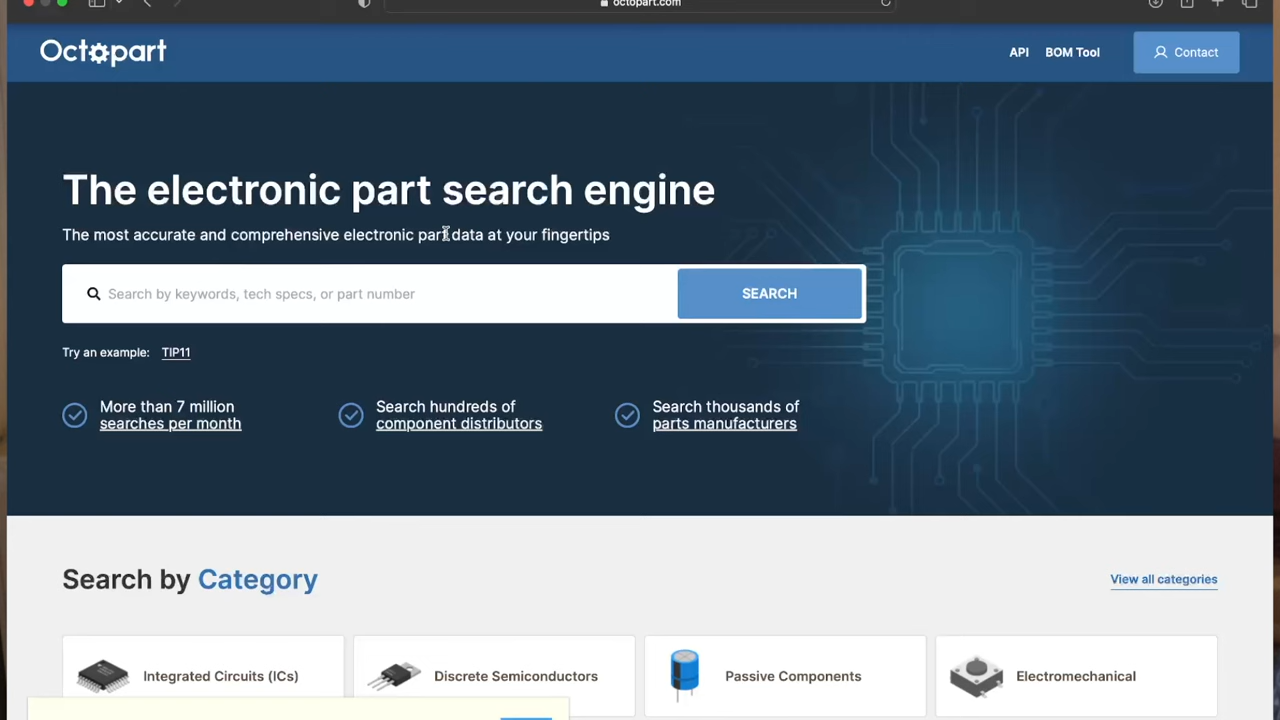 octopart.com
Octopart
API
BOM Tool
Contact
The electronic part search engine
The most accurate and comprehensive electronic part data at your fingertips
Search by keywords, tech specs, or part number
SEARCH
Try an example: TIP11
More than 7 million
searches per month
Search hundreds of
component distributors
Search thousands of
parts manufacturers
Search by Category
View all categories
Integrated Circuits (ICs)
Discrete Semiconductors
Passive Components
Electromechanical